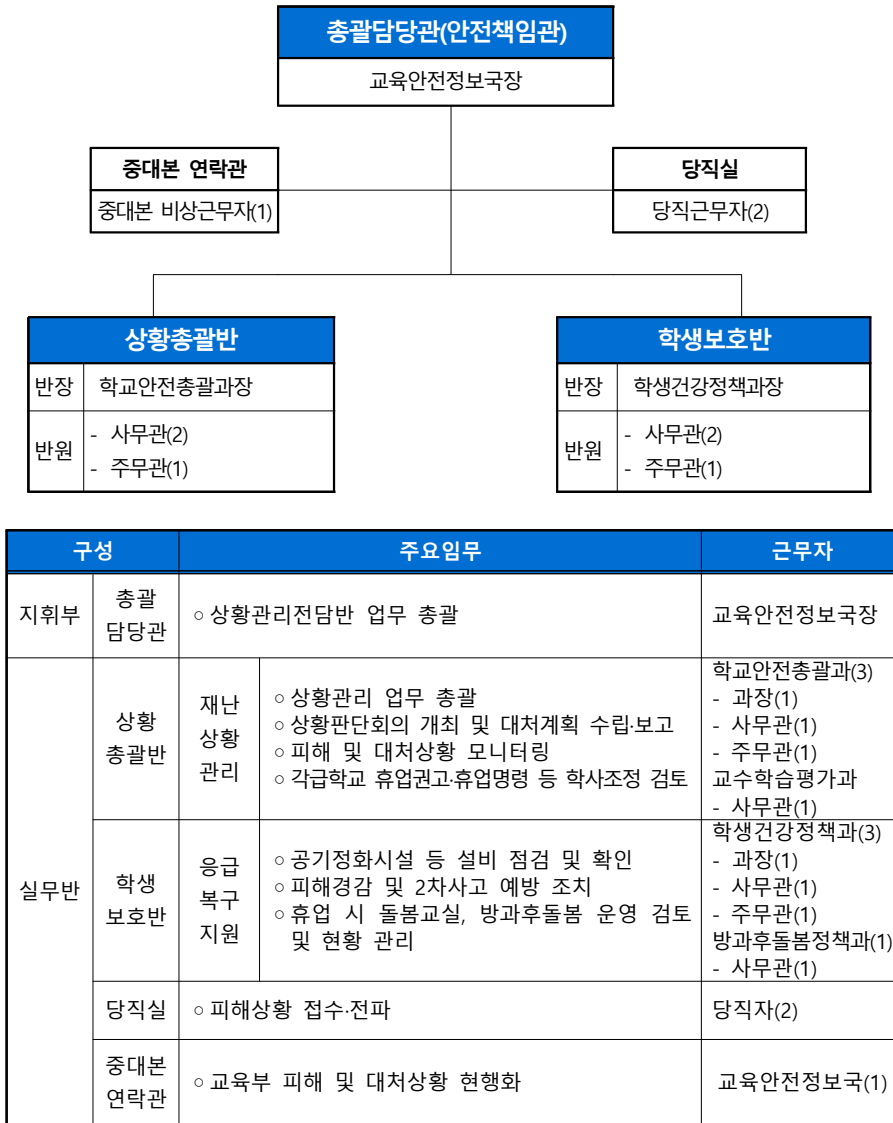 총괄담당관(안전책임관)
교육안전정보국장
중대본 연락관
중대본 비상근무자(1)
당직실
당직근무자(2)
상황총괄반
반장 학교안전총괄과장
반원
- 사무관(2)
- 주무관(1)
학생보호반
반장 학생건강정책과장
반원
- 사무관(2)
- 주무관(1)
구성 주요임무 근무자
지휘부
총괄
담당관
○ 상황관리전담반 업무 총괄
교육안전정보국장
실무반
상황
총괄반
재난
상황
관리
○ 상황관리 업무 총괄
○ 상황판단회의 개최 및 대처계획 수립·보고
○ 피해 및 대처상황 모니터링
○ 각급학교 휴업권고·휴업명령 등 학사조정 검토
학교안전총괄과(3)
- 과장(1)
- 사무관(1)
- 주무관(1)
교수학습평가과
- 사무관(1)
학생
보호반
응급
복구
지원
○ 공기정화시설 등 설비 점검 및 확인
○ 피해경감 및 2차사고 예방 조치
○ 휴업 시 돌봄교실, 방과후돌봄 운영 검토
및 현황 관리
학생건강정책과(3)
- 과장(1)
- 사무관(1)
- 주무관(1)
방과후돌봄정책과(1)
- 사무관(1)
당직실
○ 피해상황 접수·전파
당직자(2)
중대본
연락관
○ 교육부 피해 및 대처상황 현행화
교육안전정보국(1)